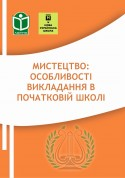 МИСТЕЦТВО:
ОСОБЛИВОСТІ
ВИКЛАДАННЯ В
ПОЧАТКОВІЙ ШКОЛІ